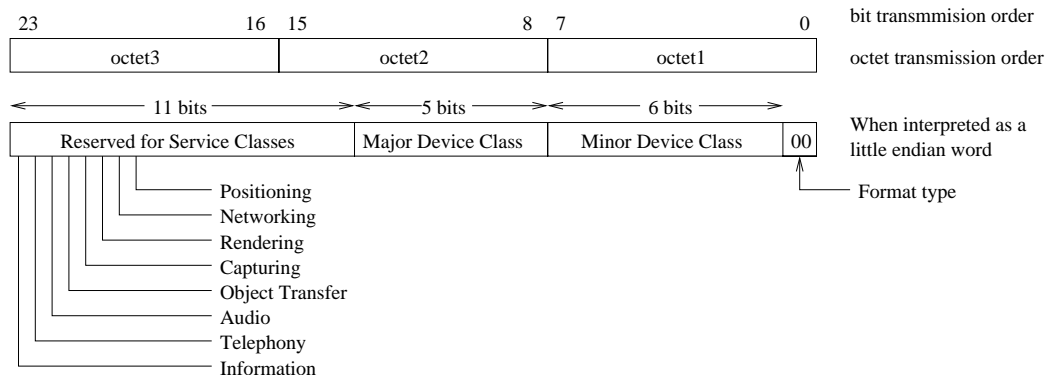 23 16 15 8 7 0 bit transmmision order
octet3 octet2 octet1 octet transmission order
11 bits 5 bits 6 bits
Reserved for Service Classes Major Device Class Minor Device Class 00 When interpreted as a
little endian word
Positioning Format type
Networking
Rendering
Capturing
Object Transfer
Audio
Telephony
Information